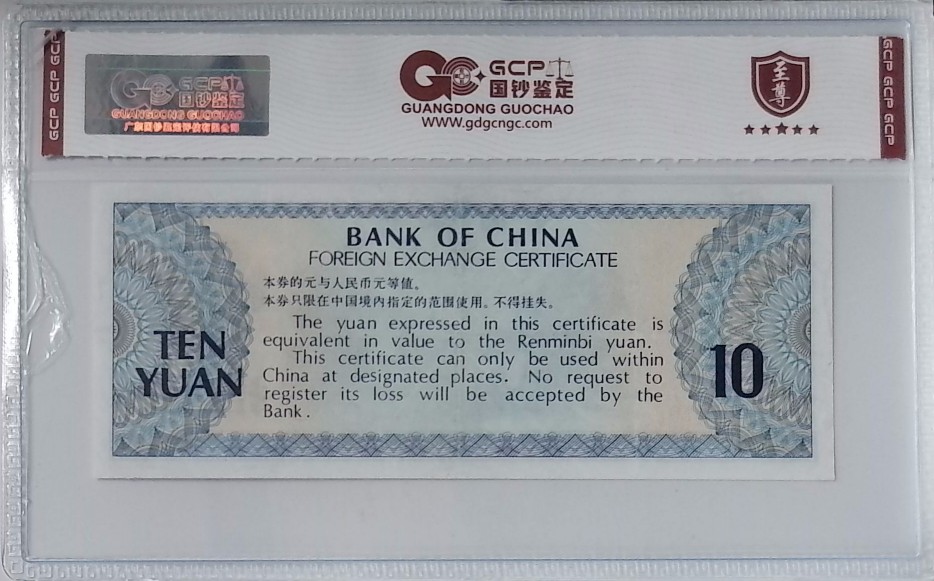 GCP GCP GCP
GCP
国钞鉴定
GUANGDONG GUOCHAO
广东国钞鉴定评估有限公司
GCP
国钞鉴定
GUANGDONG GUOCHAO
WWW.gdgcngc.com
至尊
GCP GCP GCP
BANK OF CHINA
FOREIGN EXCHANGE CERTIFICATE
本券的元与人民币元等值。
本券只限在中国境内指定的范围使用。不得挂失。
The yuan expressed in this certificate is
equivalent in value to the Renminbi yuan.
This certificate can only be used within
China at designated places. No request to
register its loss will be accepted by the
Bank.
TEN
YUAN
10